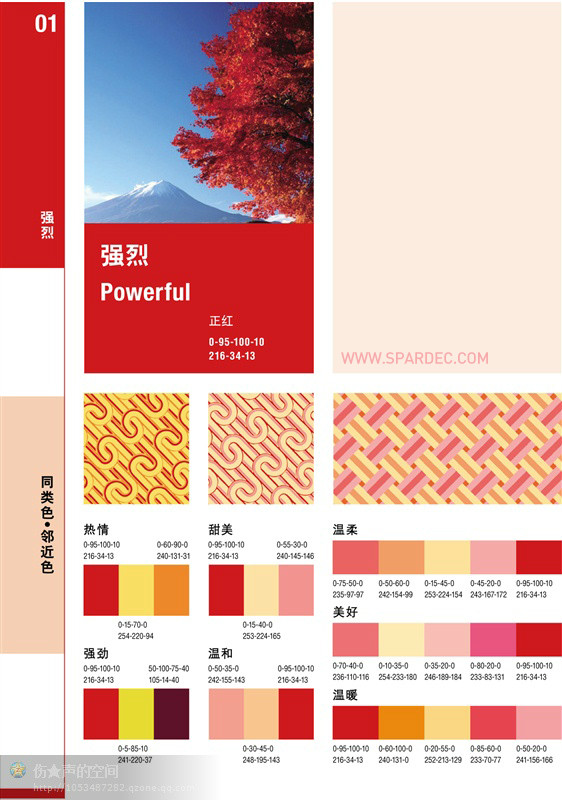 01
强烈
强烈
Powerful
正红
0-95-100-10
216-34-13
WWW.SPARDEC.COM
同类色·邻近色
热情
0-95-100-10
216-34-13
0-60-90-0
240-131-31
0-15-70-0
254-220-94
甜美
0-95-100-10
216-34-13
0-55-30-0
240-145-146
0-15-40-0
253-224-165
温柔
0-75-50-0 0-50-60-0 0-15-45-0 0-45-20-0 0-95-100-10
235-97-97 242-154-99 253-224-154 243-167-172 216-34-13
强劲
0-95-100-10
216-34-13
50-100-75-40
105-14-40
0-5-85-10
241-220-37
温和
0-50-35-0
242-155-143
0-95-100-10
216-34-13
0-30-45-0
248-195-143
美好
0-70-40-0 0-10-35-0 0-35-20-0 0-80-20-0 0-95-100-10
236-110-116 254-233-180 246-189-184 233-83-131 216-34-13
温暖
0-95-100-10 0-60-100-0 0-20-55-0 0-85-60-0 0-50-20-0
216-34-13 240-131-0 252-213-129 233-70-77 241-156-166
伤★声的空间
http://1053487282.qzone.qq.com